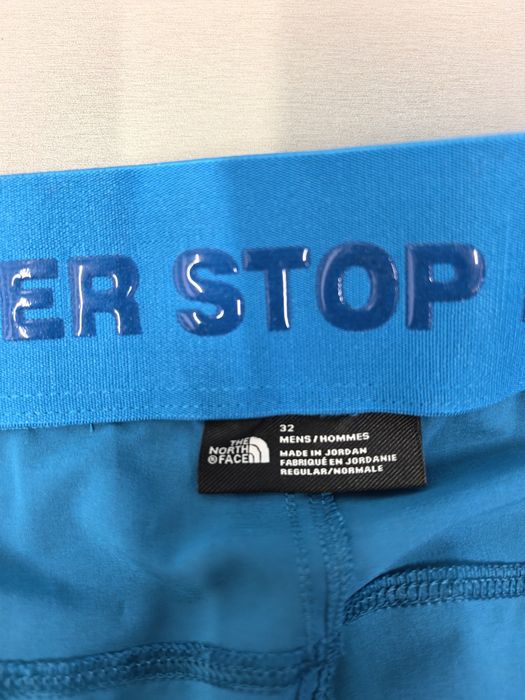 ER STOP
32
MENS/HOMMES
THE
NORTH
FACE
MADE IN JORDAN
FABRIQUÉ EN JORDANIE
REGULAR/NORMALE